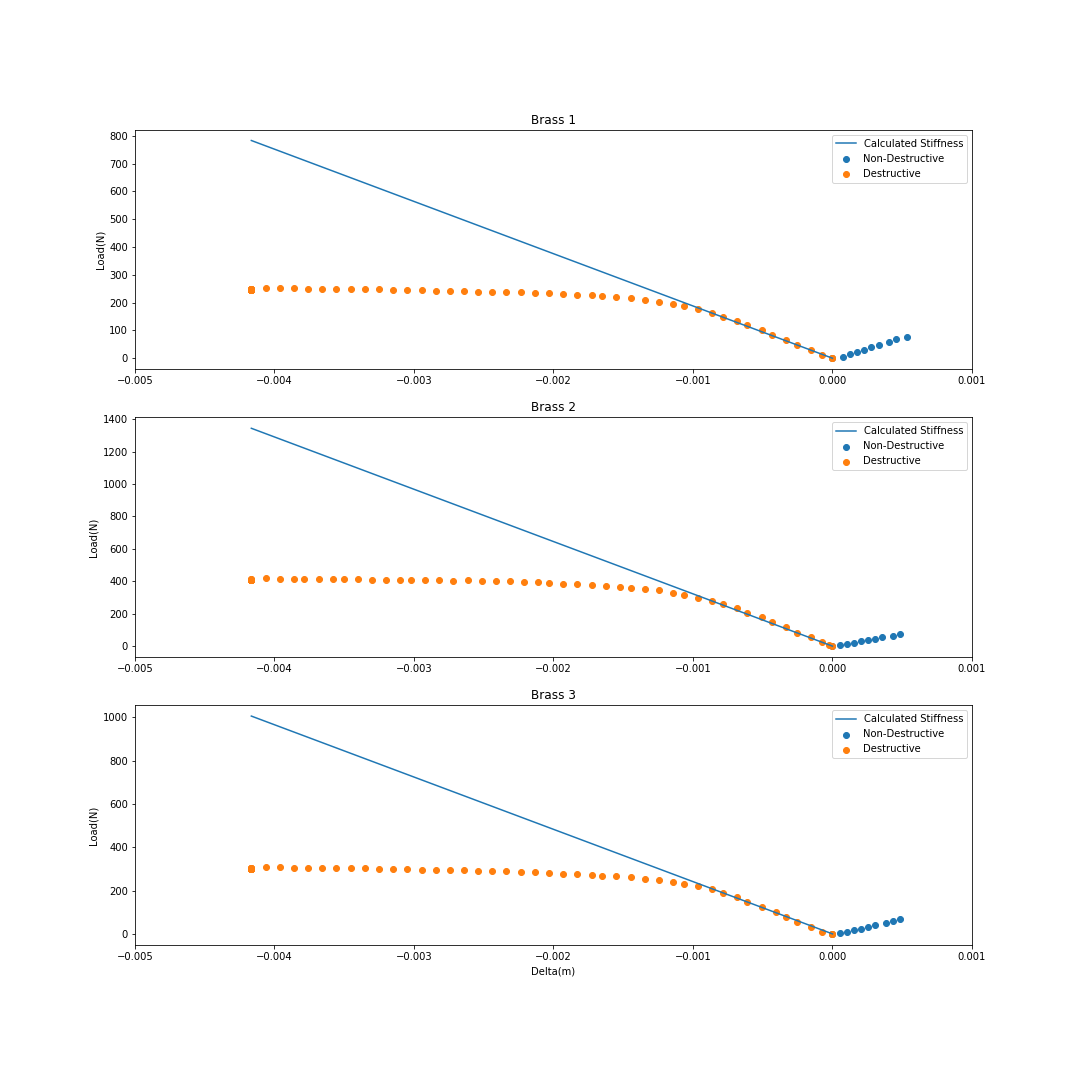 Brass 1
800
700
600
500
400
300
200
100
0
Load(N)
Calculated Stiffness
Non-Destructive
Destructive
−0.005 −0.004 −0.003 −0.002 −0.001 0.000 0.001
Brass 2
1400
1200
1000
800
600
400
200
0
Load(N)
Calculated Stiffness
Non-Destructive
Destructive
−0.005 −0.004 −0.003 −0.002 −0.001 0.000 0.001
Brass 3
1000
800
600
400
200
0
Load(N)
Calculated Stiffness
Non-Destructive
Destructive
−0.005 −0.004 −0.003 −0.002 −0.001 0.000 0.001
Delta(m)